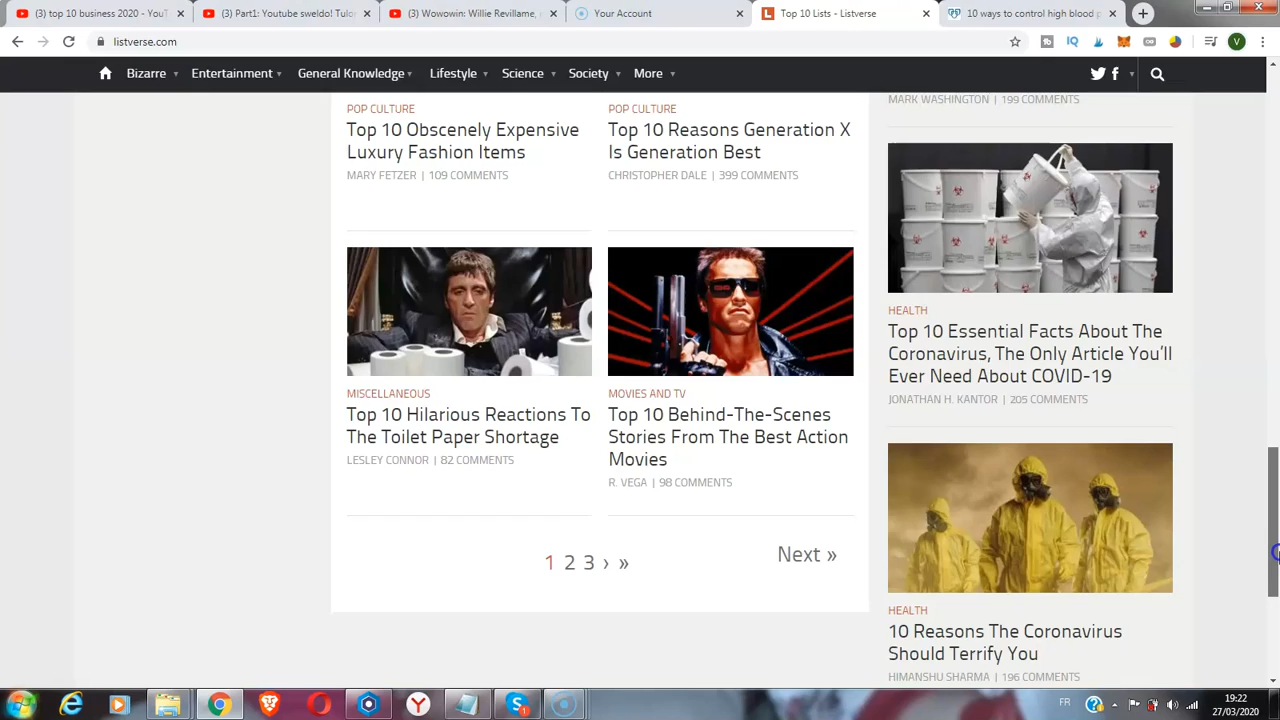 (3) top 10 business 2020 - YouT
(3) Part1: Youtube sweldo! Tuto
(3) Wowowin: Willie Revillame n
Your Account
Top 10 Lists - Listverse
10 ways to control high blood p
listverse.com
V
Bizarre
Entertainment
General Knowledge
Lifestyle
Science
Society
More
POP CULTURE
Top 10 Obscenely Expensive
Luxury Fashion Items
MARY FETZER | 109 COMMENTS
POP CULTURE
Top 10 Reasons Generation X
Is Generation Best
CHRISTOPHER DALE | 399 COMMENTS
MARK WASHINGTON | 199 COMMENTS
MISCELLANEOUS
Top 10 Hilarious Reactions To
The Toilet Paper Shortage
LESLEY CONNOR | 82 COMMENTS
MOVIES AND TV
Top 10 Behind-The-Scenes
Stories From The Best Action
Movies
R. VEGA | 98 COMMENTS
HEALTH
Top 10 Essential Facts About The
Coronavirus, The Only Article You'll
Ever Need About COVID-19
JONATHAN H. KANTOR | 205 COMMENTS
1 2 3 › »
Next »
HEALTH
10 Reasons The Coronavirus
Should Terrify You
HIMANSHU SHARMA | 196 COMMENTS
FR
19:22
27/03/2020